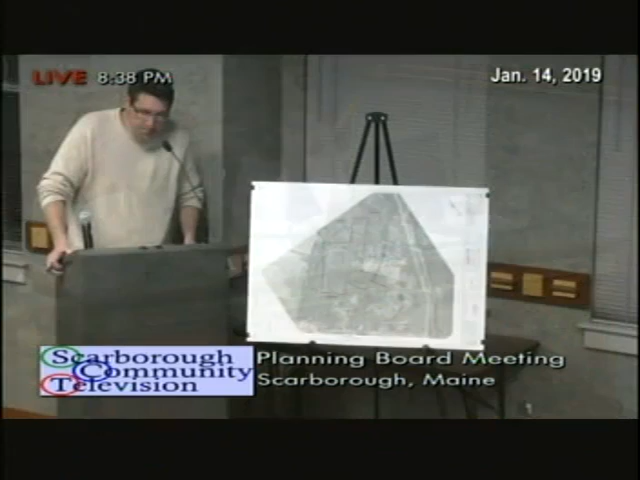 LIVE 8:38 PM
Jan. 14, 2019
Scarborough
Community
Television
Planning Board Meeting
Scarborough, Maine